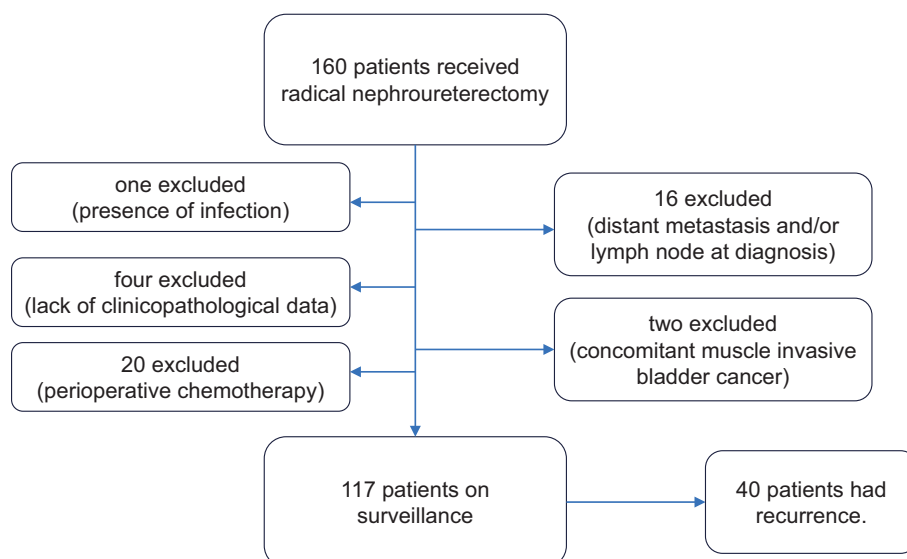 160 patients received
radical nephroureterectomy
one excluded
(presence of infection)
16 excluded
(distant metastasis and/or
lymph node at diagnosis)
four excluded
(lack of clinicopathological data)
two excluded
(concomitant muscle invasive
bladder cancer)
20 excluded
(perioperative chemotherapy)
117 patients on
surveillance
40 patients had
recurrence.